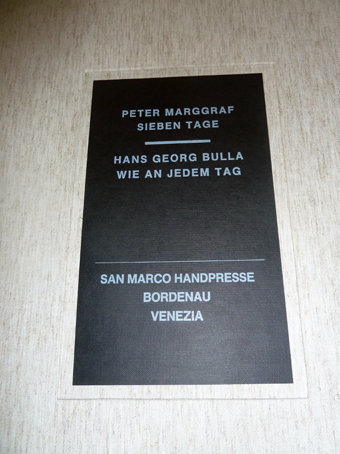 PETER MARGGRAF
SIEBEN TAGE
HANS GEORG BULLA
WIE AN JEDEM TAG
SAN MARCO HANDPRESSE
BORDENAU
VENEZIA